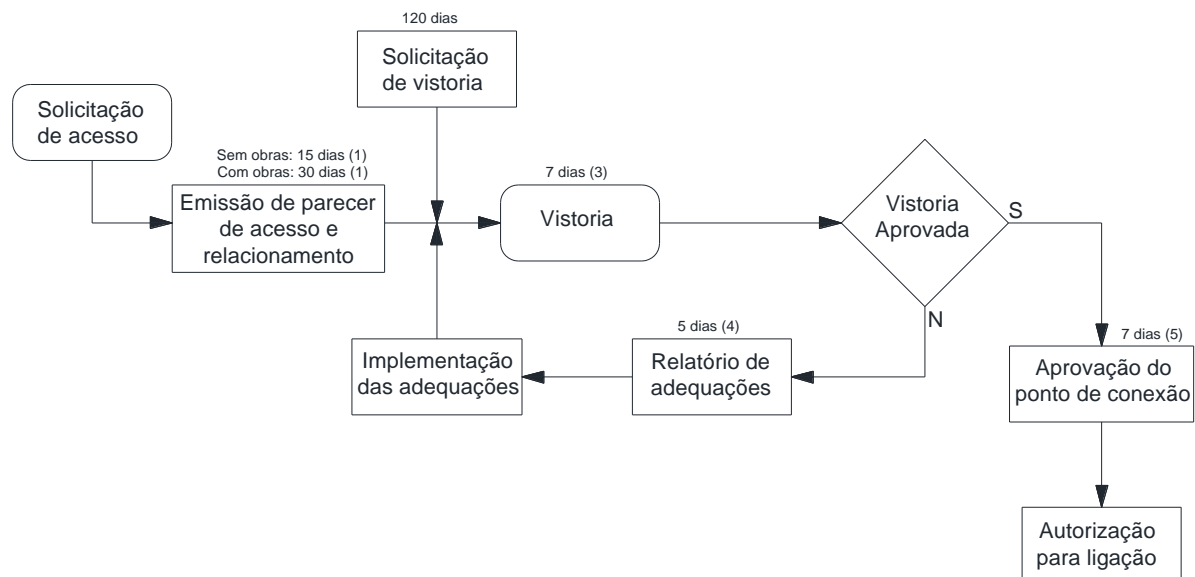 120 dias
Solicitação
de vistoria
Solicitação
de acesso
Sem obras: 15 dias (1)
Com obras: 30 dias (1)
Emissão de parecer
de acesso e
relacionamento
7 dias (3)
Vistoria
Vistoria
Aprovada
S
N
5 dias (4)
Relatório de
adequações
Implementação
das adequações
7 dias (5)
Aprovação do
ponto de conexão
Autorização
para ligação